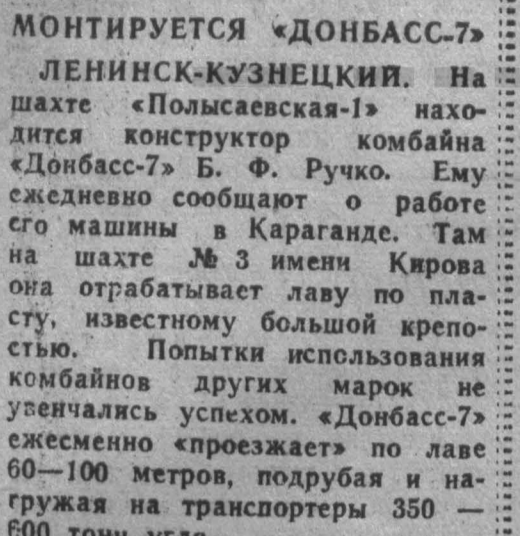 МОНТИРУЕТСЯ «ДОНБАСС-7»
ЛЕНИНСК-КУЗНЕЦКИЙ. На
шахте «Полысаевская-1» нахо-
дится конструктор комбайна
«Донбасс-7» Б. Ф. Ручко. Ему
ежедневно сообщают о работе
его машины в Караганде. Там
на шахте № 3 имени Кирова
она отрабатывает лаву по пла-
сту, известному большой крепо-
стью. Попытки использования
комбайнов других марок не
увенчались успехом. «Донбасс-7»
ежесменно «проезжает» по лаве
60—100 метров, подрубая и на-
гружая на транспортеры 350 —
600 тонн угля